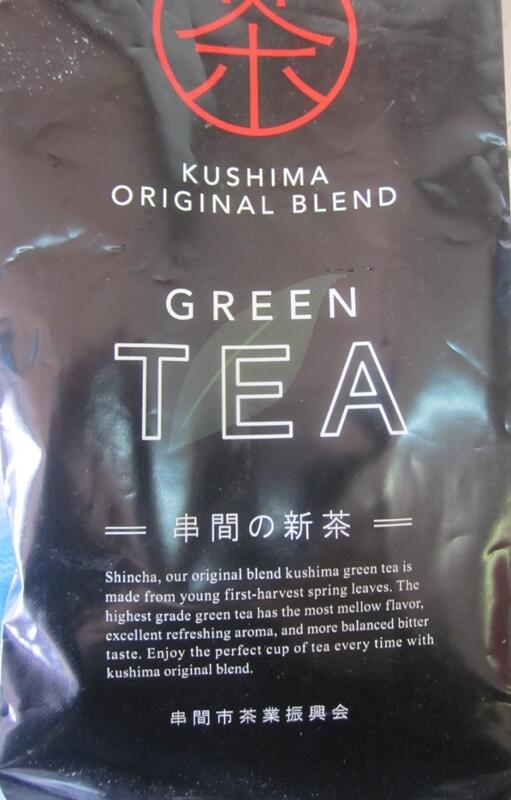 茶
KUSHIMA
ORIGINAL BLEND
GREEN
TEA
串間の新茶
Shincha, our original blend kushima green tea is
made from young first-harvest spring leaves. The
highest grade green tea has the most mellow flavor,
excellent refreshing aroma, and more balanced bitter
taste. Enjoy the perfect cup of tea every time with
kushima original blend.
串間市茶業振興会